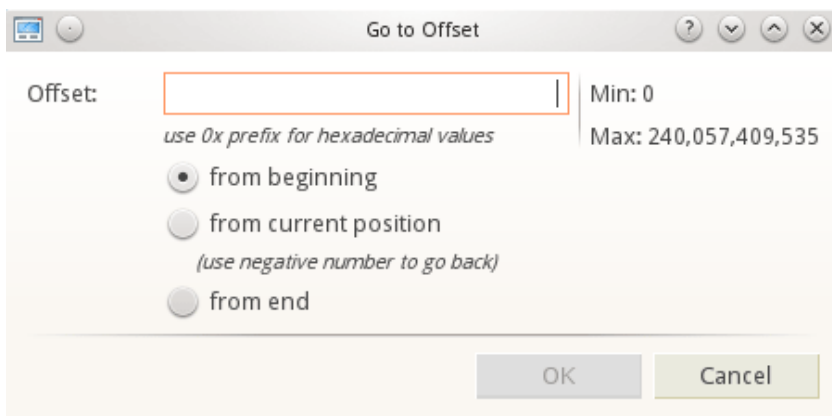 Go to Offset
Offset:
Min: 0
use 0x prefix for hexadecimal values
Max: 240,057,409,535
from beginning
from current position
(use negative number to go back)
from end
OK
Cancel